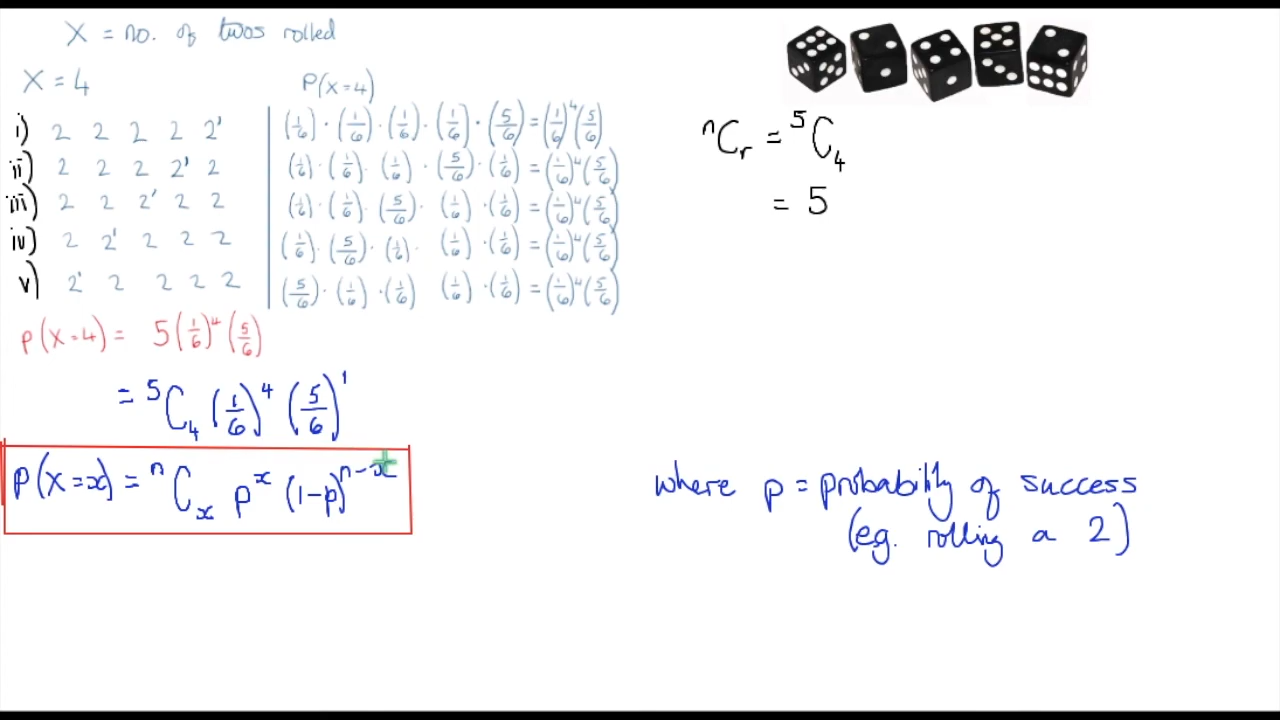 X = no. of twos rolled
X = 4 P(X=4)
i) 2 2 2 2 2' (1/6)·(1/6)·(1/6)·(1/6)·(5/6)=(1/6)⁴(5/6)
ii) 2 2 2 2' 2 (1/6)·(1/6)·(1/6)·(5/6)·(1/6)=(1/6)⁴(5/6)
iii) 2 2 2' 2 2 (1/6)·(1/6)·(5/6)·(1/6)·(1/6)=(1/6)⁴(5/6)
iv) 2 2' 2 2 2 (1/6)·(5/6)·(1/6)·(1/6)·(1/6)=(1/6)⁴(5/6)
v) 2' 2 2 2 2 (5/6)·(1/6)·(1/6) (1/6)·(1/6)=(1/6)⁴(5/6)
P(X=4) = 5(1/6)⁴(5/6)
= ⁵C₄ (1/6)⁴ (5/6)¹
P(X=x) = ⁿCₓ pˣ (1-p)ⁿ⁻ˣ
ⁿCᵣ = ⁵C₄
= 5
where p = probability of success
(eg. rolling a 2)